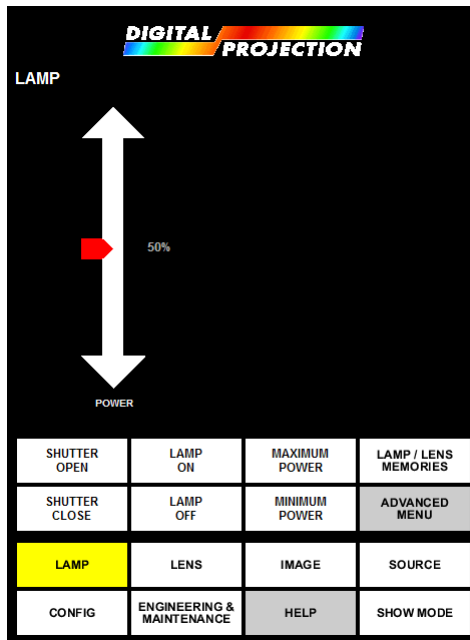 DIGITAL
PROJECTION
LAMP
50%
POWER
SHUTTER OPEN
LAMP ON
MAXIMUM POWER
LAMP / LENS MEMORIES
SHUTTER CLOSE
LAMP OFF
MINIMUM POWER
ADVANCED MENU
LAMP
LENS
IMAGE
SOURCE
CONFIG
ENGINEERING & MAINTENANCE
HELP
SHOW MODE